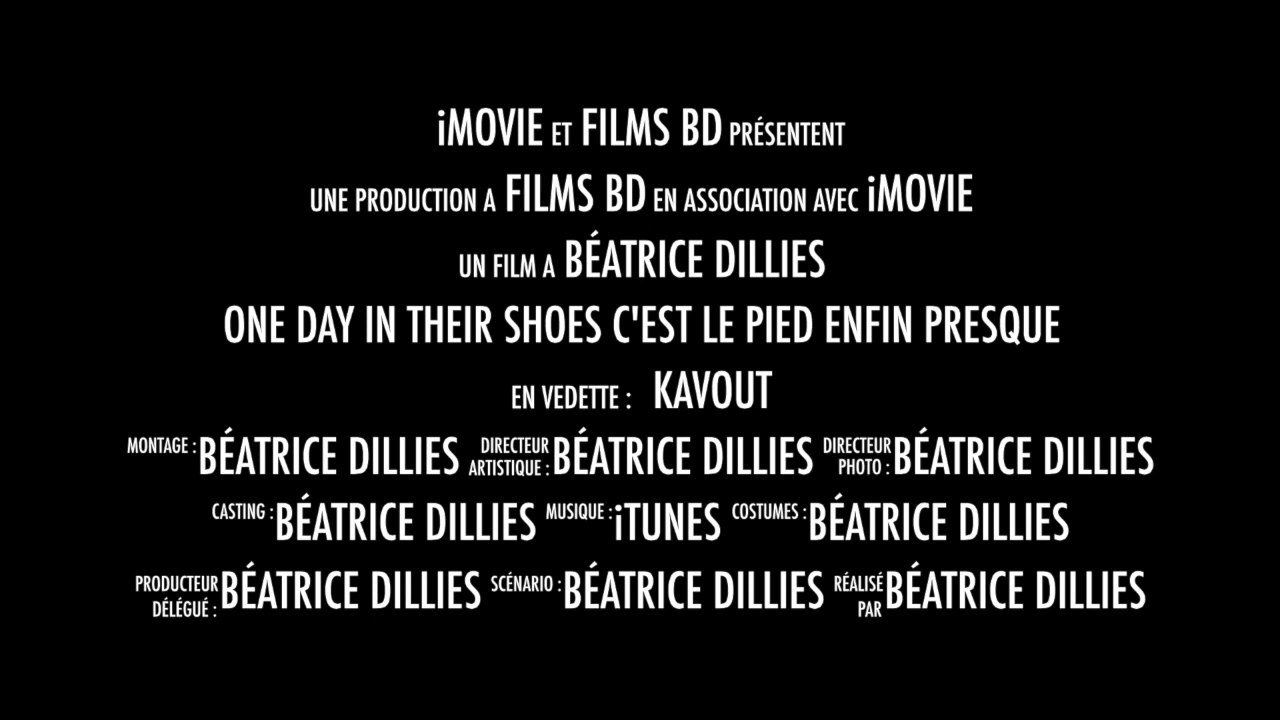 iMOVIE ET FILMS BD PRÉSENTENT
UNE PRODUCTION A FILMS BD EN ASSOCIATION AVEC iMOVIE
UN FILM A BÉATRICE DILLIES
ONE DAY IN THEIR SHOES C'EST LE PIED ENFIN PRESQUE
EN VEDETTE : KAVOUT
MONTAGE : BÉATRICE DILLIES DIRECTEUR ARTISTIQUE : BÉATRICE DILLIES DIRECTEUR PHOTO : BÉATRICE DILLIES
CASTING : BÉATRICE DILLIES MUSIQUE : iTUNES COSTUMES : BÉATRICE DILLIES
PRODUCTEUR DÉLÉGUÉ : BÉATRICE DILLIES SCÉNARIO : BÉATRICE DILLIES RÉALISÉ PAR BÉATRICE DILLIES